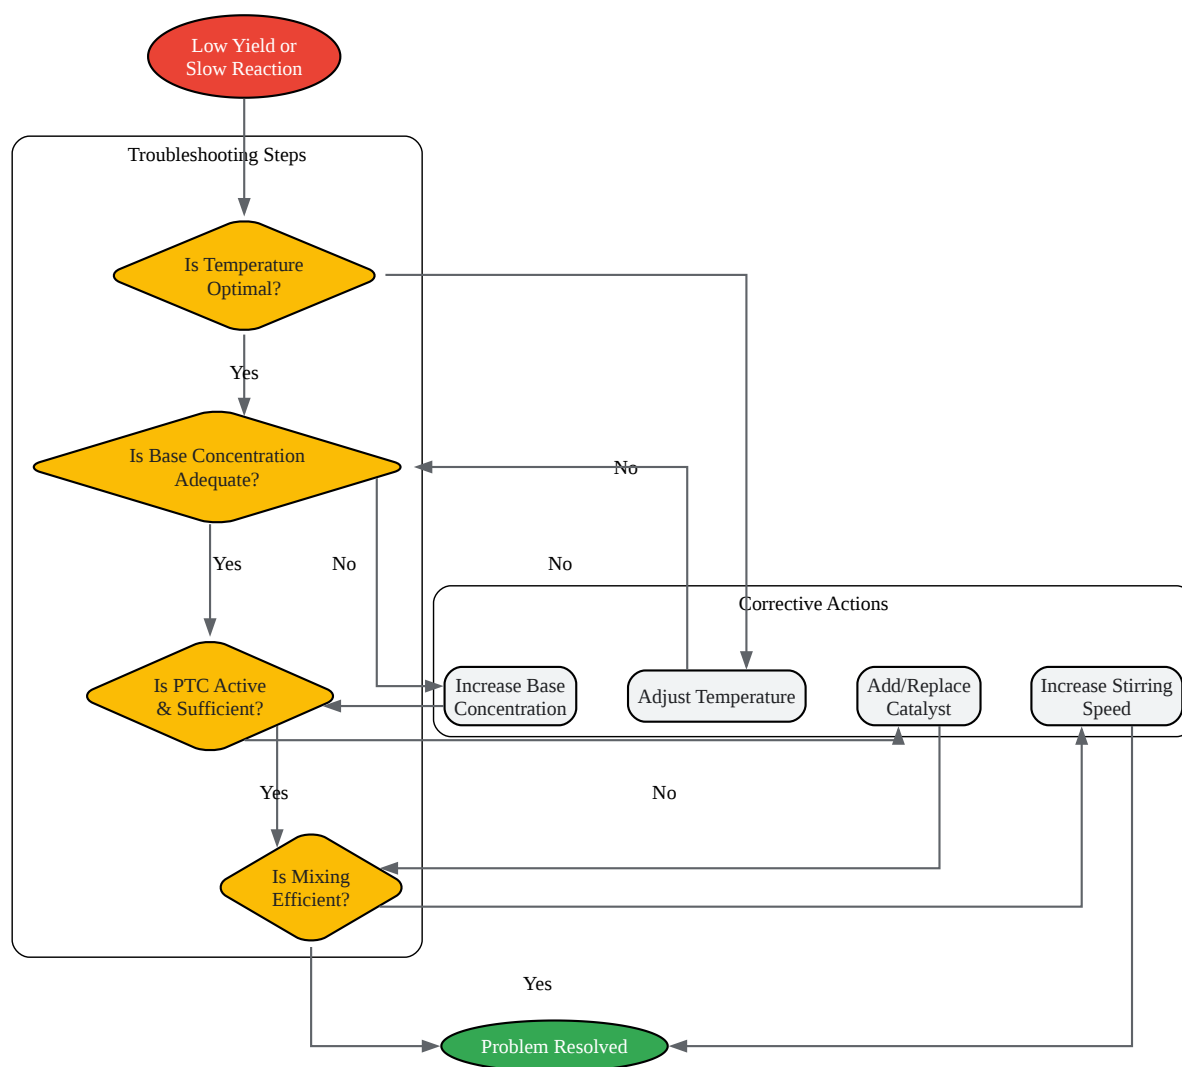 Low Yield or
Slow Reaction
Troubleshooting Steps
Is Temperature
Optimal?
Yes
Is Base Concentration
Adequate?
No
Yes
No
No
Corrective Actions
Is PTC Active
& Sufficient?
Increase Base
Concentration
Adjust Temperature
Add/Replace
Catalyst
Increase Stirring
Speed
Yes
No
Is Mixing
Efficient?
Yes
Problem Resolved